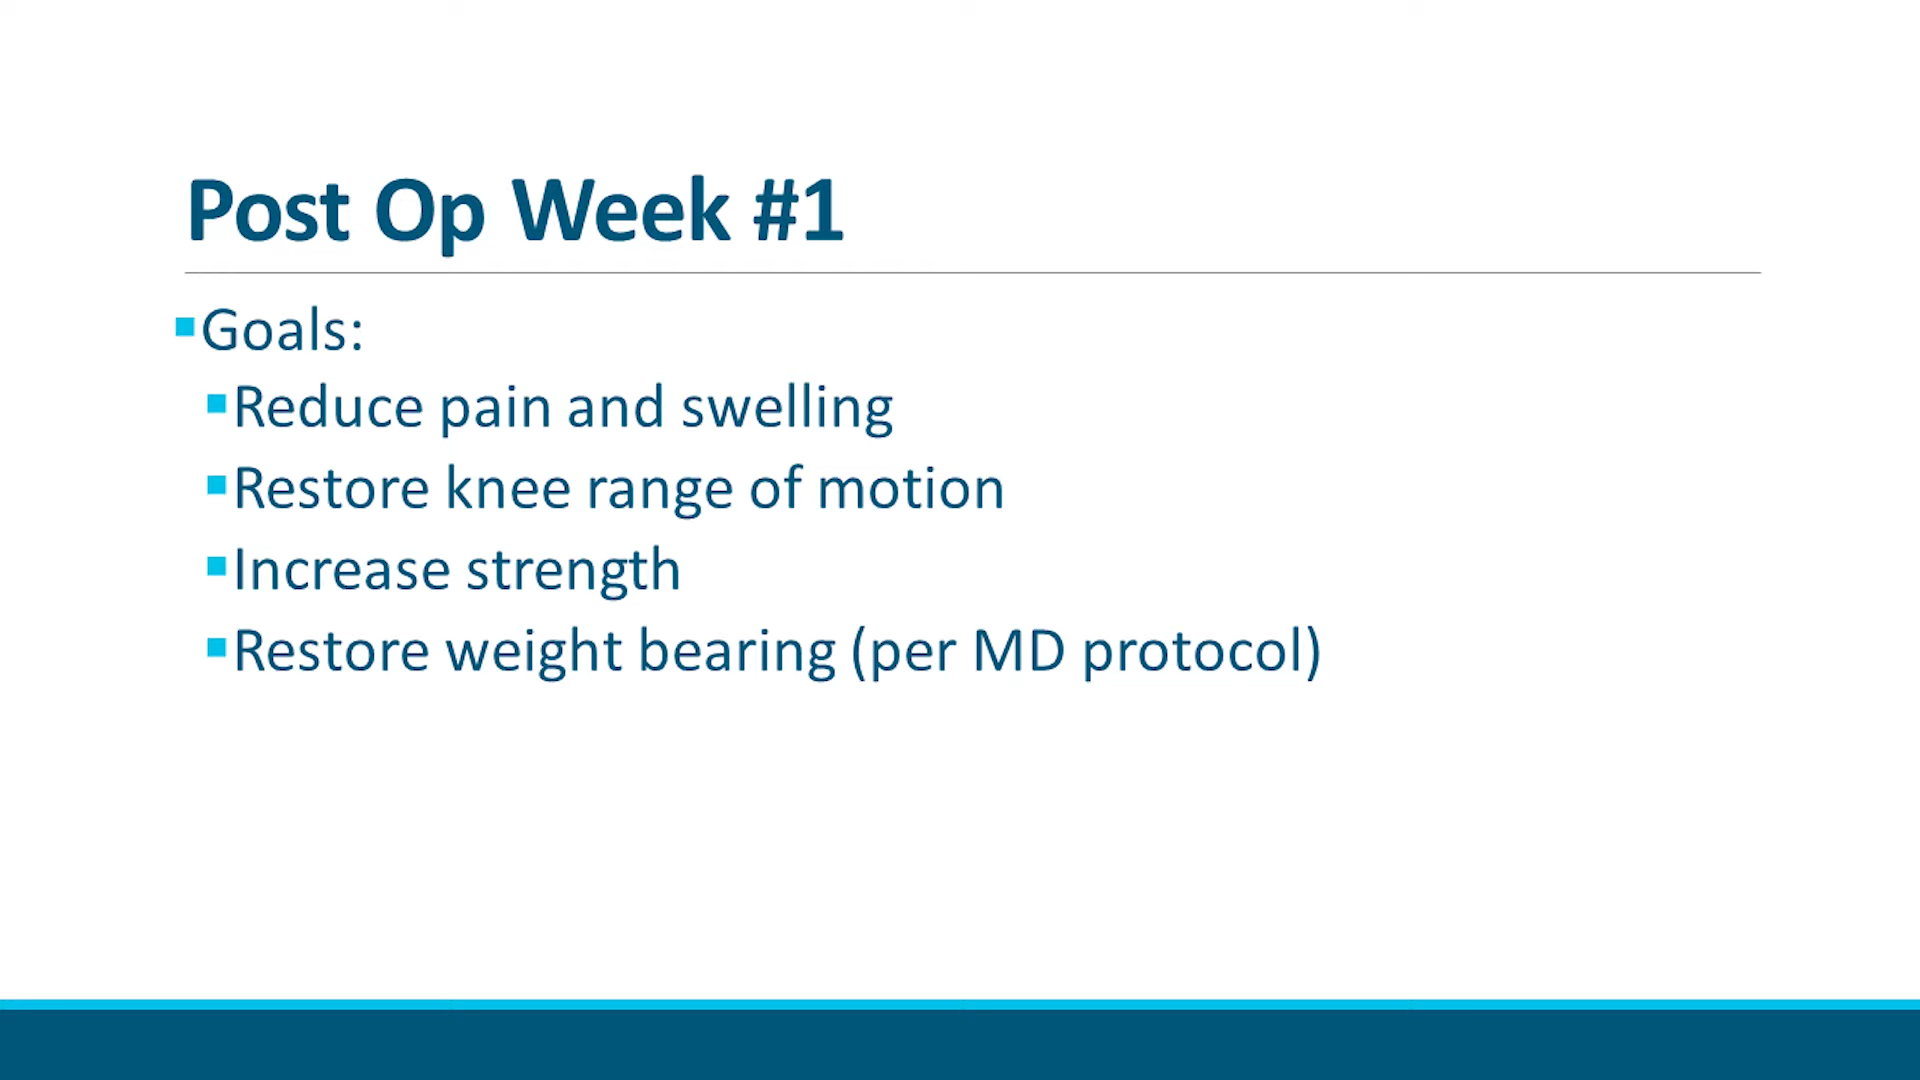 Post Op Week #1
Goals:
Reduce pain and swelling
Restore knee range of motion
Increase strength
Restore weight bearing (per MD protocol)